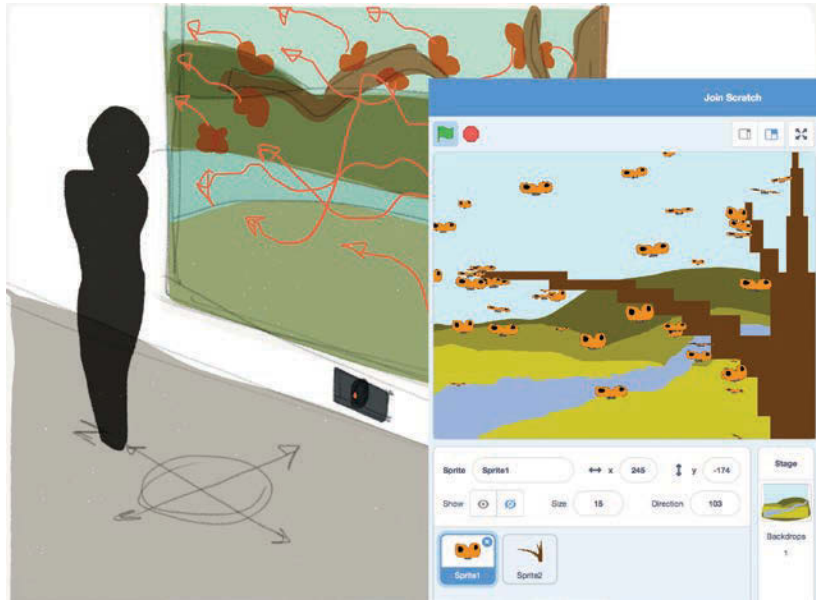 Join Scratch
Sprite Sprite1 x 245 y -174
Show Size 15 Direction 103
Stage
Backdrops
1
Sprite1 Sprite2